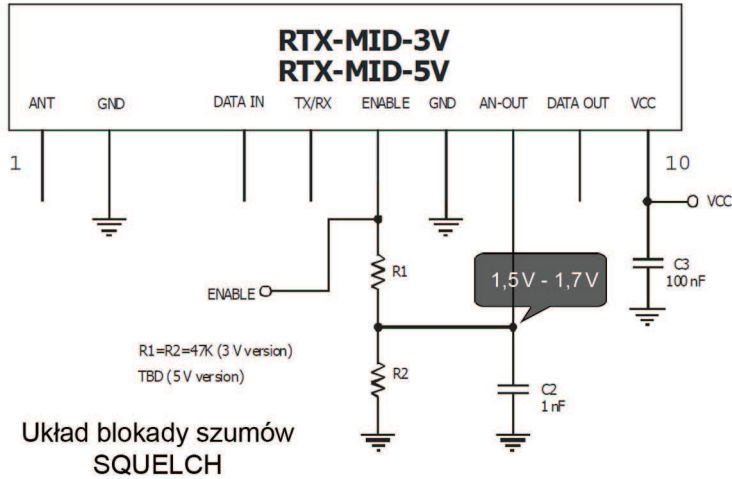 RTX-MID-3V
RTX-MID-5V
ANT GND DATA IN TX/RX ENABLE GND AN-OUT DATA OUT VCC
1 10
VCC
R1
1,5 V - 1,7 V
C3
100 nF
ENABLE
R1=R2=47K (3 V version)
TBD (5 V version)
R2
C2
1 nF
Układ blokady szumów
SQUELCH